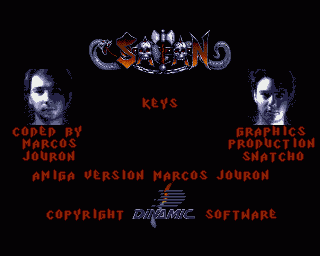 SATAN
KEYS
CODED BY
MARCOS
JOURON
GRAPHICS
PRODUCTION
SNATCHO
AMIGA VERSION MARCOS JOURON
COPYRIGHT DINAMIC SOFTWARE